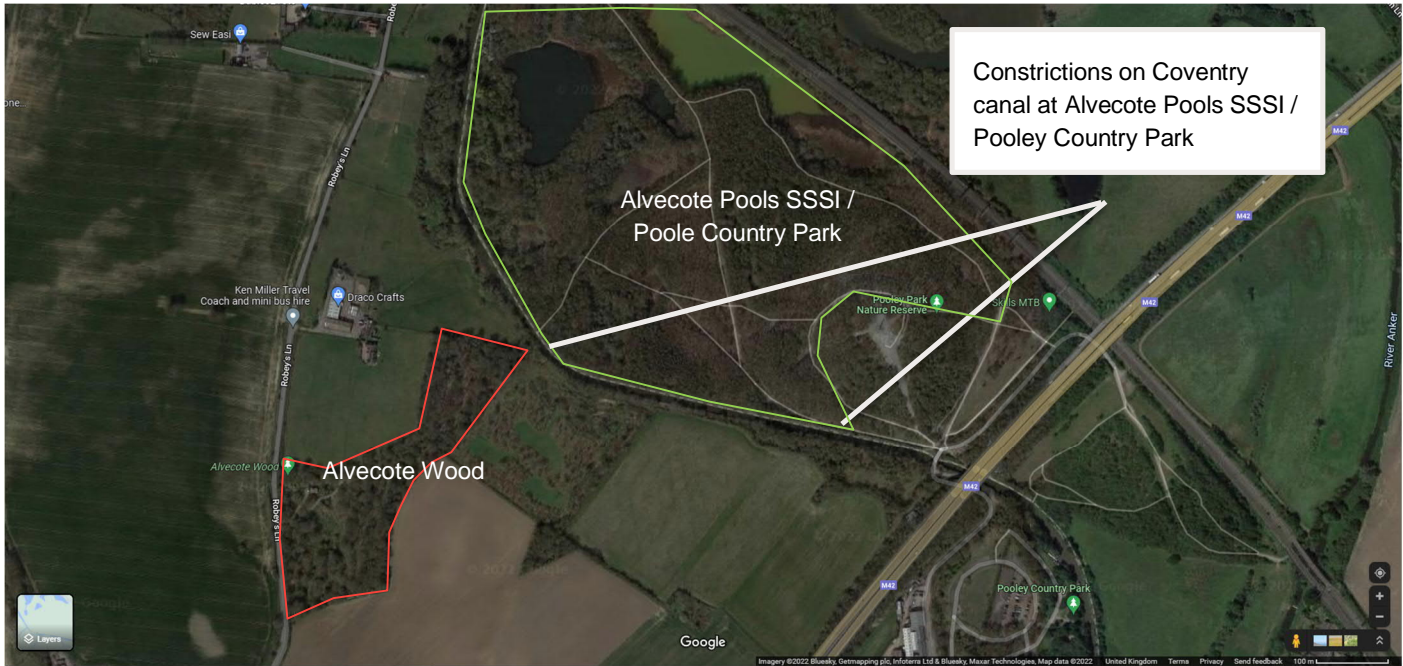 Sew Easi
Robey's Ln
Constrictions on Coventry
canal at Alvecote Pools SSSI /
Pooley Country Park
M42
M42
M42
Alvecote Pools SSSI /
Poole Country Park
Ken Miller Travel
Coach and mini bus hire
Draco Crafts
Robey's Ln
Pooley Park
Nature Reserve
MTB
River Anker
Alvecote Wood
Alvecote Wood
M42
Robey's Ln
M42
Pooley Country Park
Layers
Google
Imagery ©2022 Bluesky, Getmapping plc, Infoterra Ltd & Bluesky, Maxar Technologies, Map data ©2022 United Kingdom Terms Privacy Send feedback 100 m